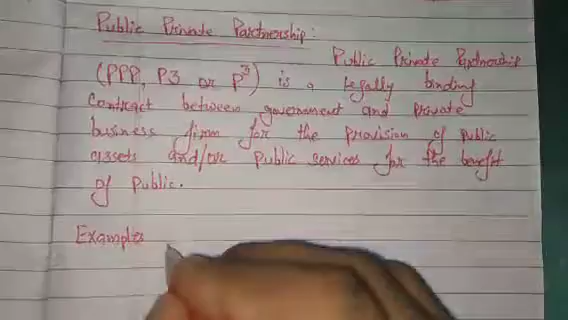 Public Private Partnership:
Public Private Partnership
(PPP, P3 or P³) is a legally binding
Contract between government and private
business firm for the provision of public
assets and/or public services for the benefit
of public.
Examples